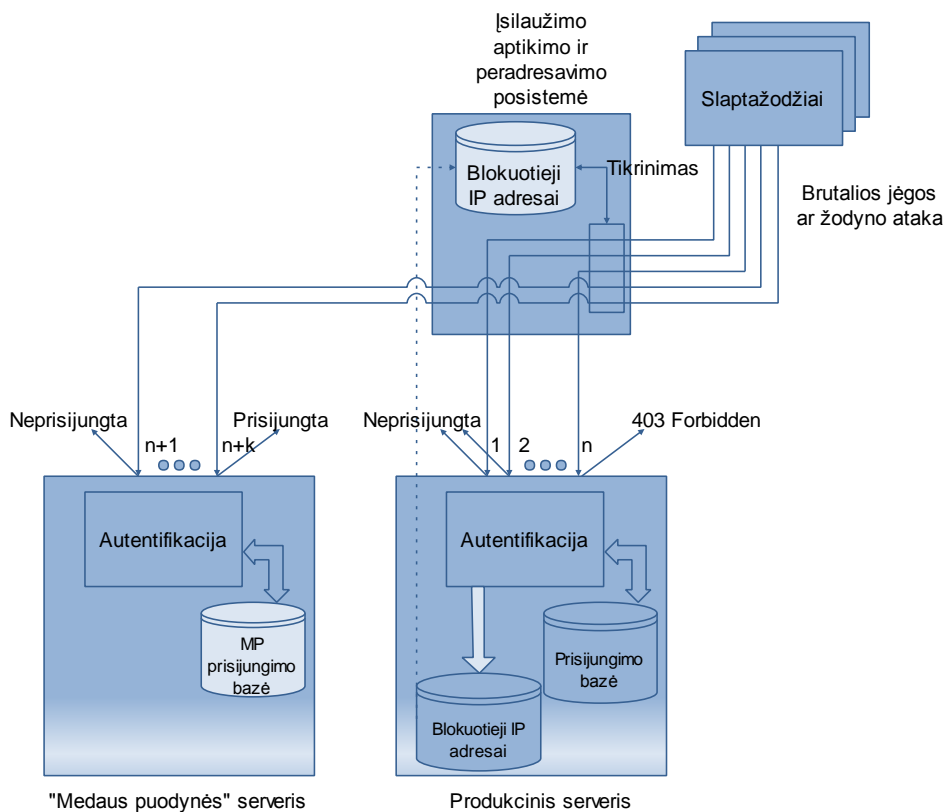 Įsilaužimo
aptikimo ir
peradresavimo
posistemė
Slaptažodžiai
Blokuotieji
IP adresai
Tikrinimas
Brutalios jėgos
ar žodyno ataka
Neprisijungta
Prisijungta
n+1
n+k
Neprisijungta
1
2
n
403 Forbidden
Autentifikacija
MP
prisijungimo
bazė
Autentifikacija
Prisijungimo
bazė
Blokuotieji IP
adresai
"Medaus puodynės" serveris
Produkcinis serveris